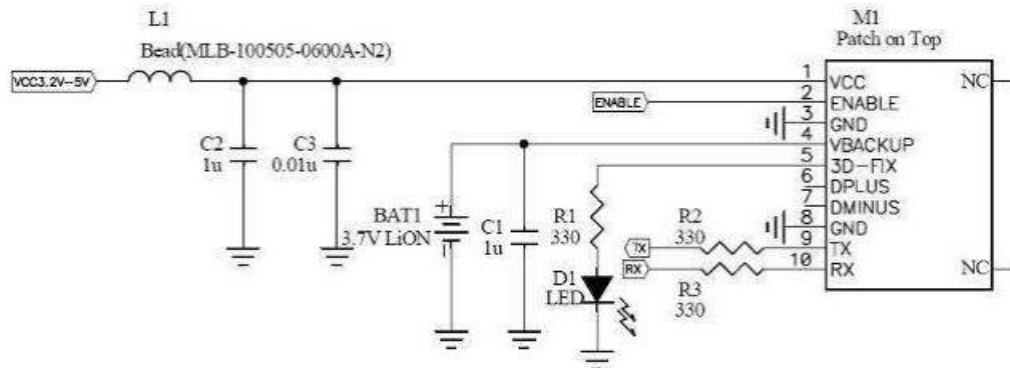 L1
Bead(MLB-100505-0600A-N2)
VCC3.2V-5V
C2
1u
C3
0.01u
BAT1
3.7V LiON
+
C1
1u
R1
330
D1
LED
ENABLE
TX
RX
R2
330
R3
330
M1
Patch on Top
1 VCC
2 ENABLE
3 GND
4 VBACKUP
5 3D-FIX
6 DPLUS
7 DMINUS
8 GND
9 TX
10 RX
NC
NC